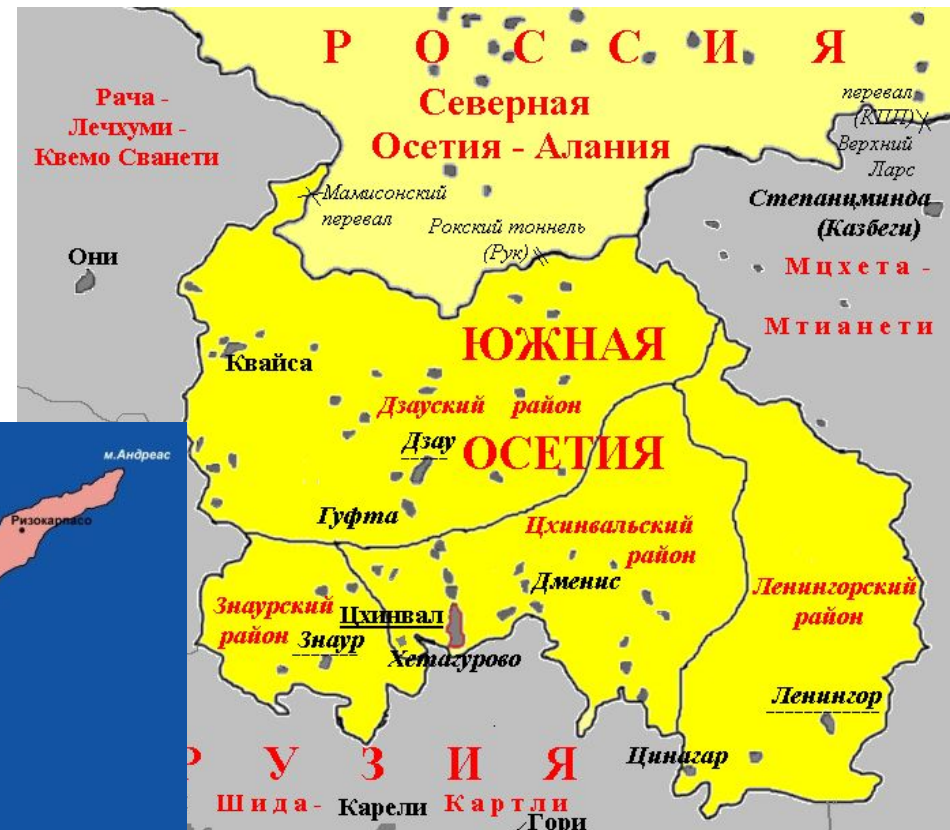 Р О С С И Я
Северная
Осетия - Алания
Рача -
Лечхуми -
Квемо Сванети
перевал
(КПП)
Верхний
Ларс
Степанцминда
(Казбеги)
Мцхета -
Мтианети
Мамисонский
перевал
Рокский тоннель
(Рук)
Они
Квайса
ЮЖНАЯ
Дзауский район
Дзау
ОСЕТИЯ
Гуфта
Цхинвальский
район
Дменис
Знаурский
район
Знаур
Цхинвал
Хетагурово
Ленингорский
район
Ленингор
Цинагар
Р У З И Я
Шида- Картли
Карели
Гори
м.Андреас
Ризокарпасо